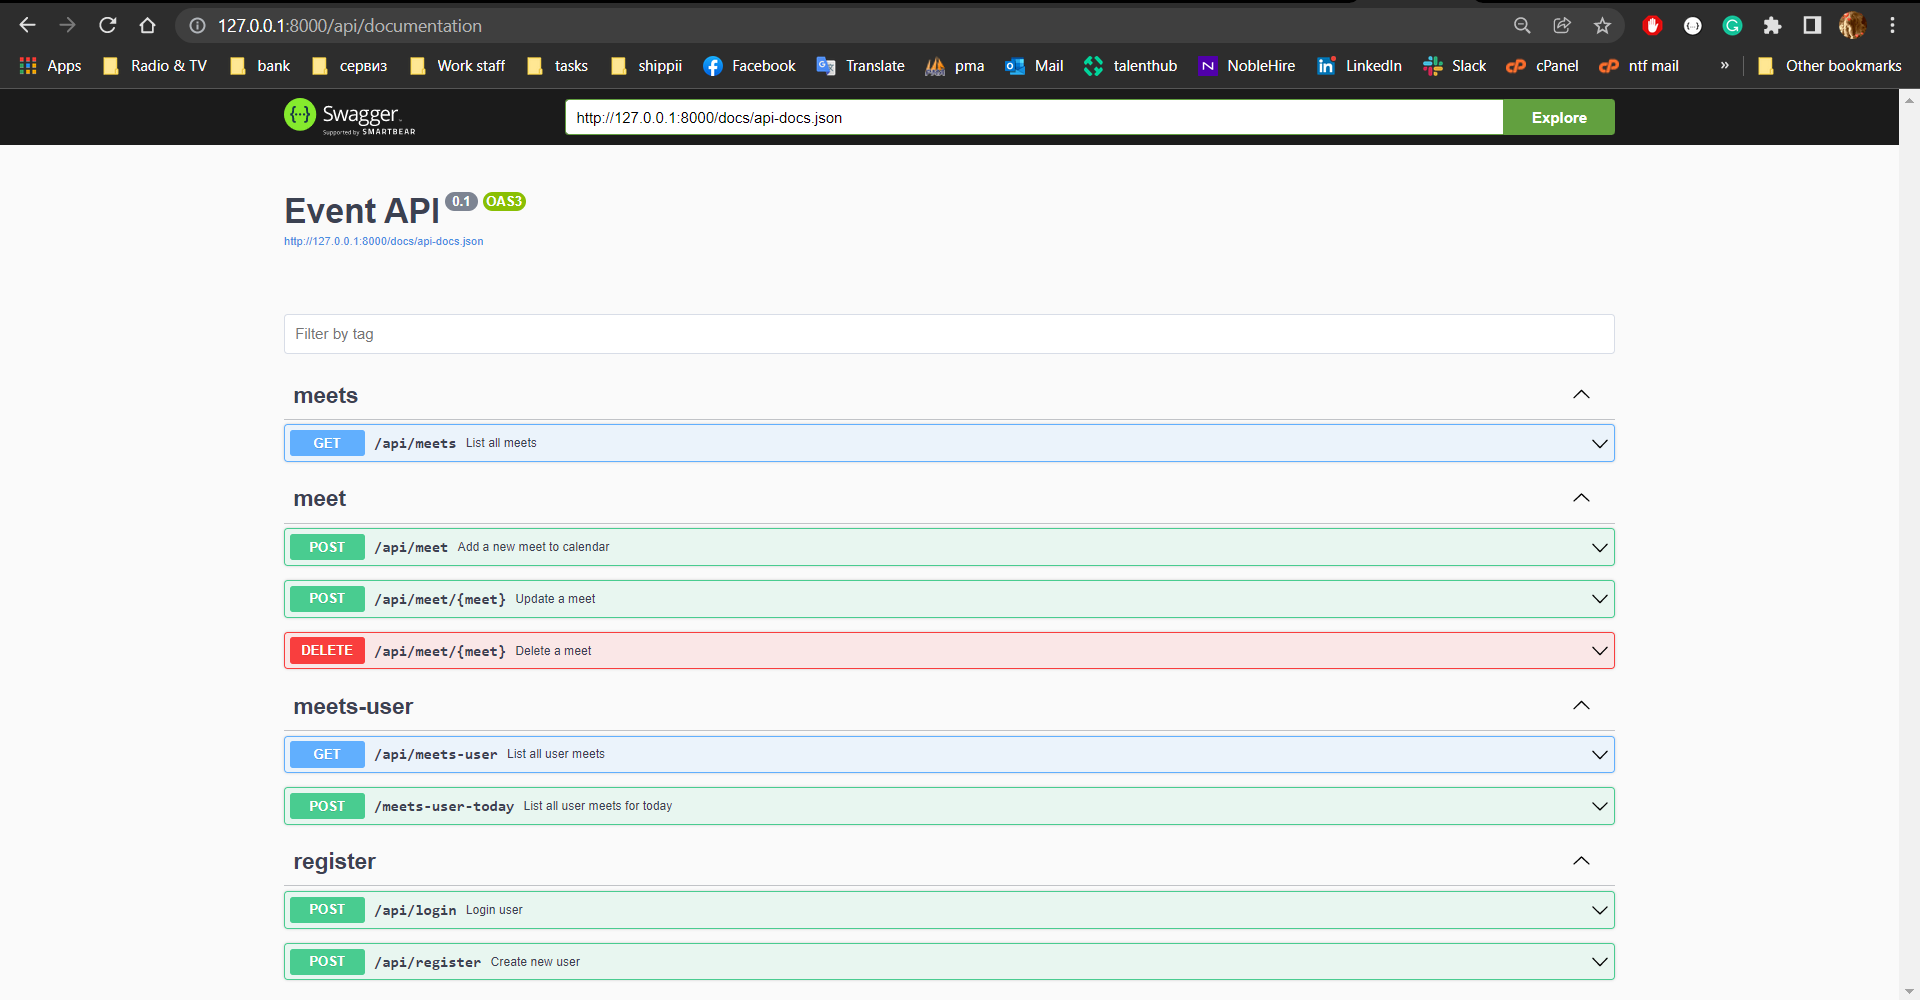 127.0.0.1:8000/api/documentation
Apps Radio & TV bank сервиз Work staff tasks shippii Facebook Translate pma Mail talenthub NobleHire LinkedIn Slack cPanel ntf mail » Other bookmarks
Swagger
Supported by SMARTBEAR
http://127.0.0.1:8000/docs/api-docs.json
Explore
Event API 0.1 OAS3
http://127.0.0.1:8000/docs/api-docs.json
Filter by tag
meets
GET /api/meets List all meets
meet
POST /api/meet Add a new meet to calendar
POST /api/meet/{meet} Update a meet
DELETE /api/meet/{meet} Delete a meet
meets-user
GET /api/meets-user List all user meets
POST /meets-user-today List all user meets for today
register
POST /api/login Login user
POST /api/register Create new user